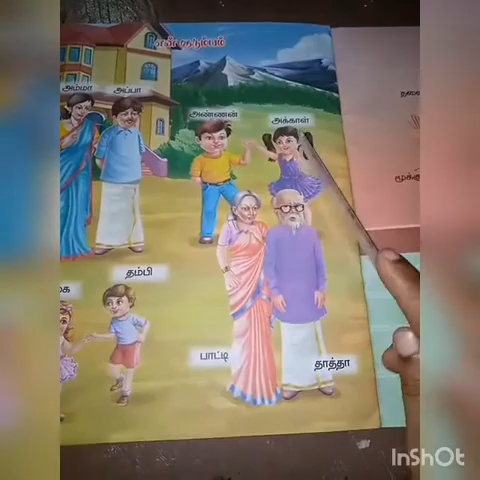 அம்மா
அப்பா
அண்ணன்
அக்காள்
தம்பி
பாட்டி
தாத்தா
InShOt